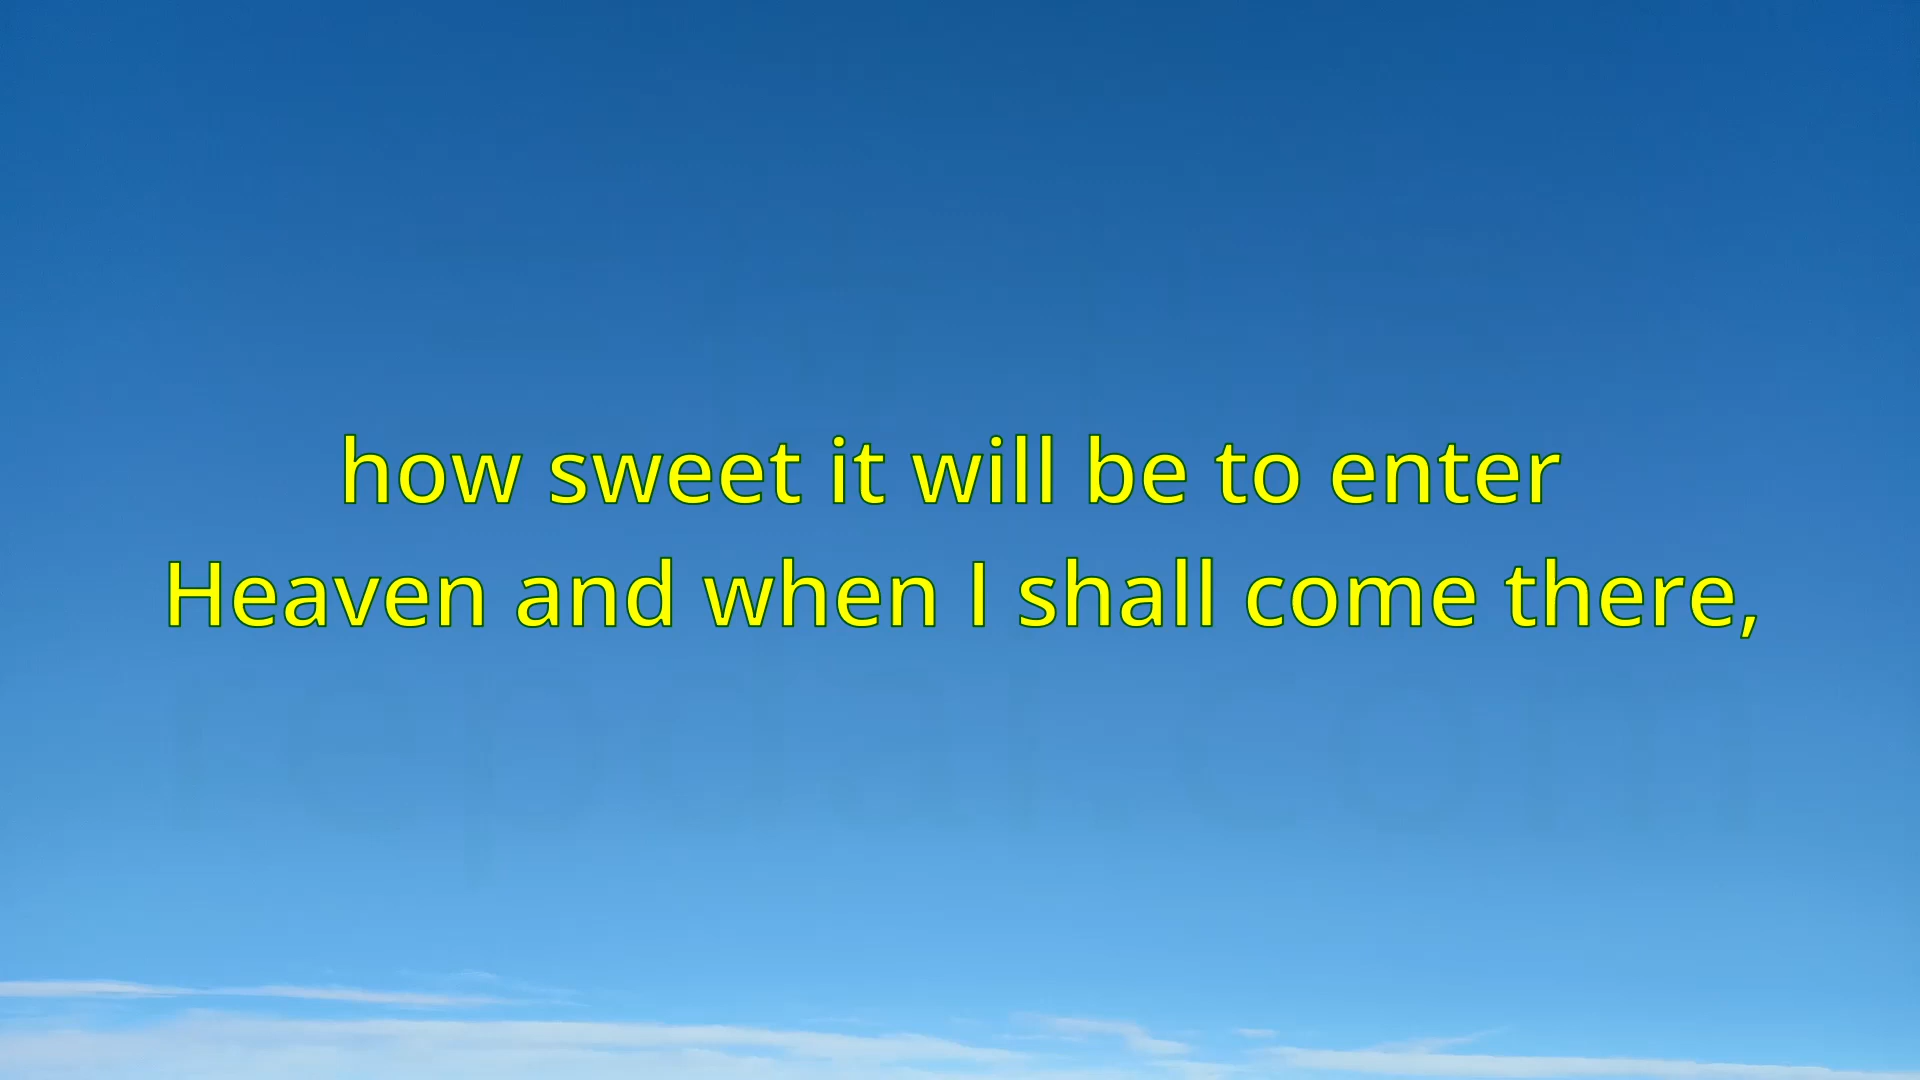 how sweet it will be to enter
Heaven and when I shall come there,